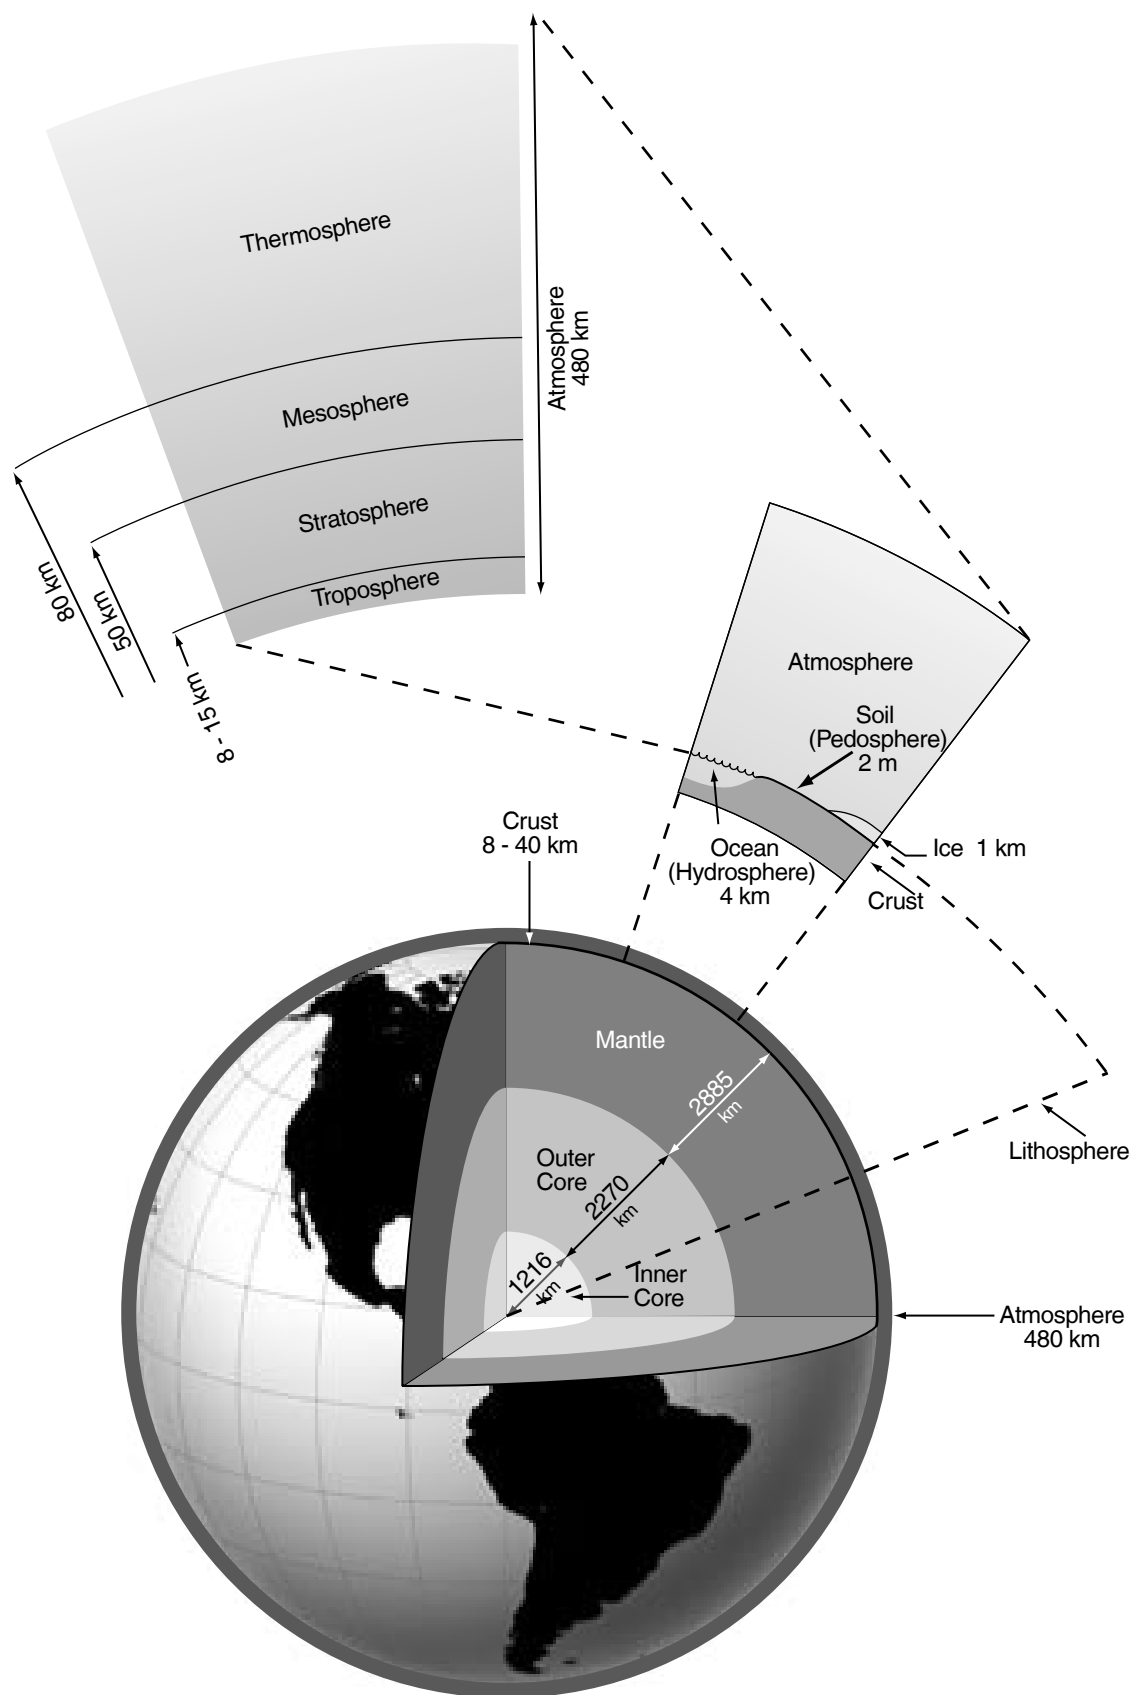 Thermosphere
Mesosphere
Stratosphere
Troposphere
Atmosphere
480 km
80 km
50 km
8 - 15 km
Atmosphere
Soil
(Pedosphere)
2 m
Ocean
(Hydrosphere)
4 km
Ice 1 km
Crust
Crust
8 - 40 km
Mantle
2885
km
Outer
Core
2270
km
1216
km
Inner
Core
Lithosphere
Atmosphere
480 km